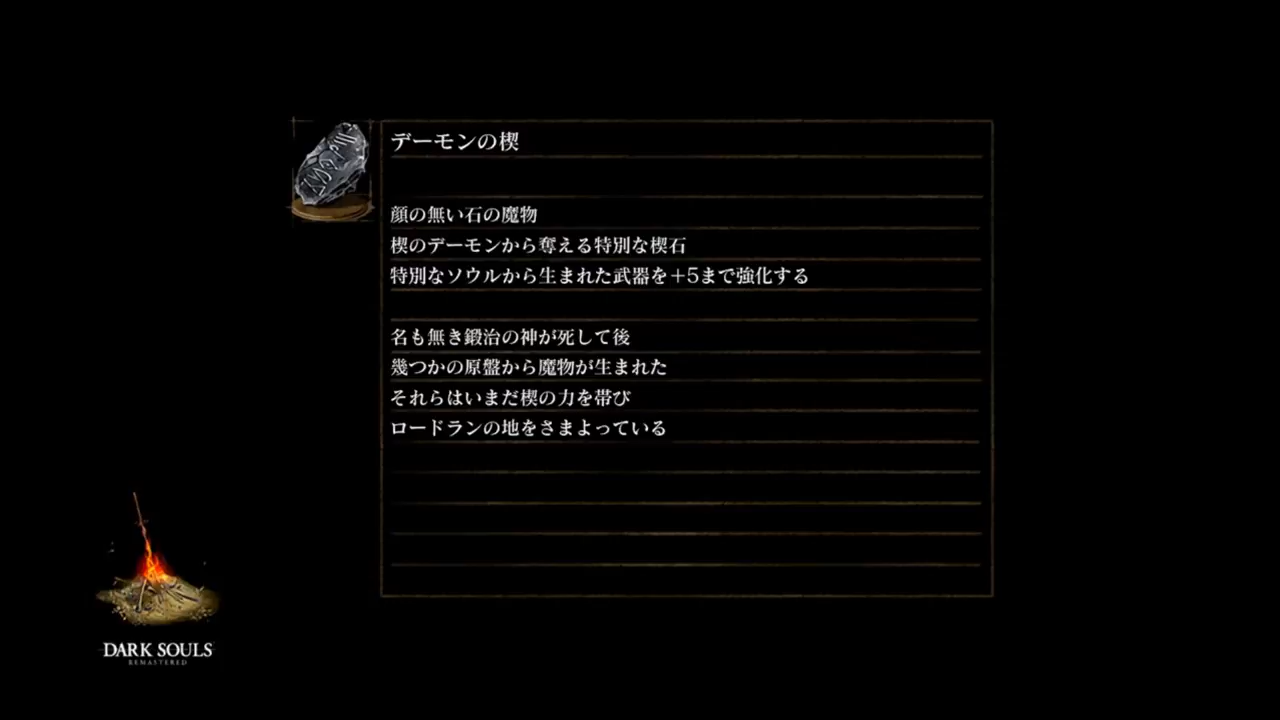 デーモンの楔
顔の無い石の魔物
楔のデーモンから奪える特別な楔石
特別なソウルから生まれた武器を＋5まで強化する
名も無き鍛治の神が死して後
幾つかの原盤から魔物が生まれた
それらはいまだ楔の力を帯び
ロードランの地をさまよっている
DARK SOULS
REMASTERED